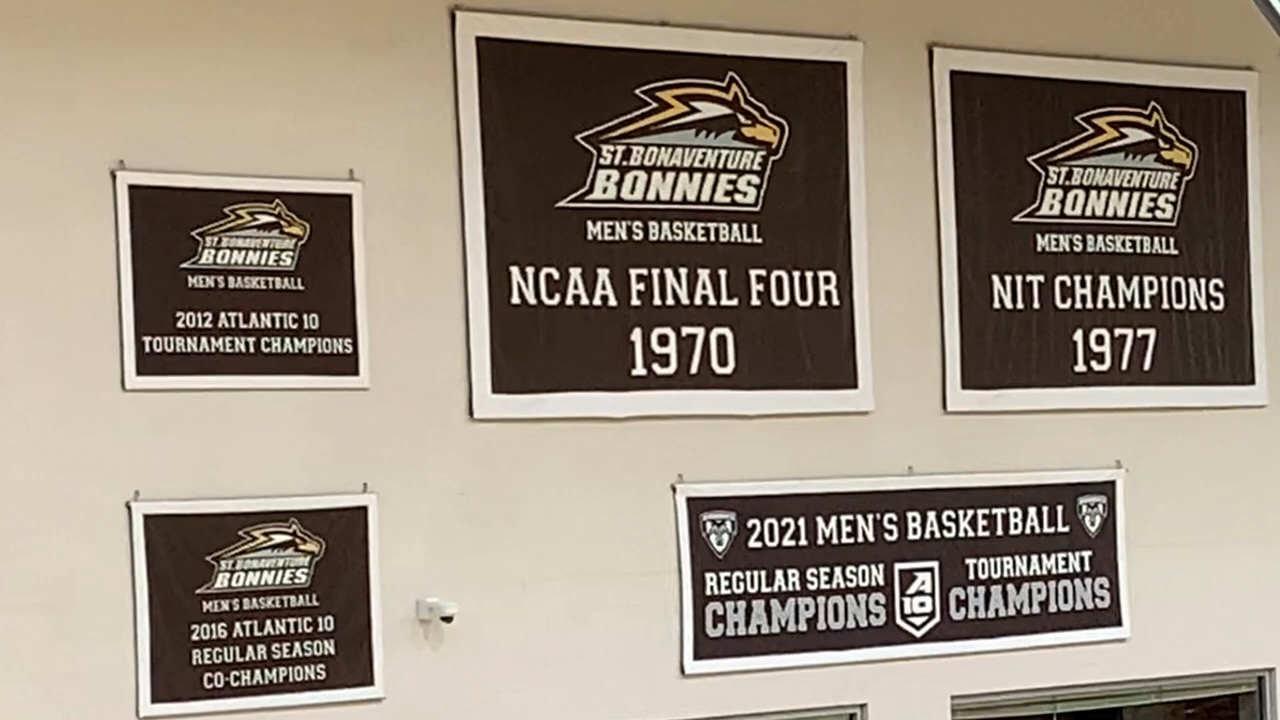 ST. BONAVENTURE
BONNIES
MEN'S BASKETBALL
2012 ATLANTIC 10
TOURNAMENT CHAMPIONS
ST. BONAVENTURE
BONNIES
MEN'S BASKETBALL
NCAA FINAL FOUR
1970
ST. BONAVENTURE
BONNIES
MEN'S BASKETBALL
NIT CHAMPIONS
1977
ST. BONAVENTURE
BONNIES
MEN'S BASKETBALL
2016 ATLANTIC 10
REGULAR SEASON
CO-CHAMPIONS
2021 MEN'S BASKETBALL
REGULAR SEASON
CHAMPIONS
A
10
TOURNAMENT
CHAMPIONS